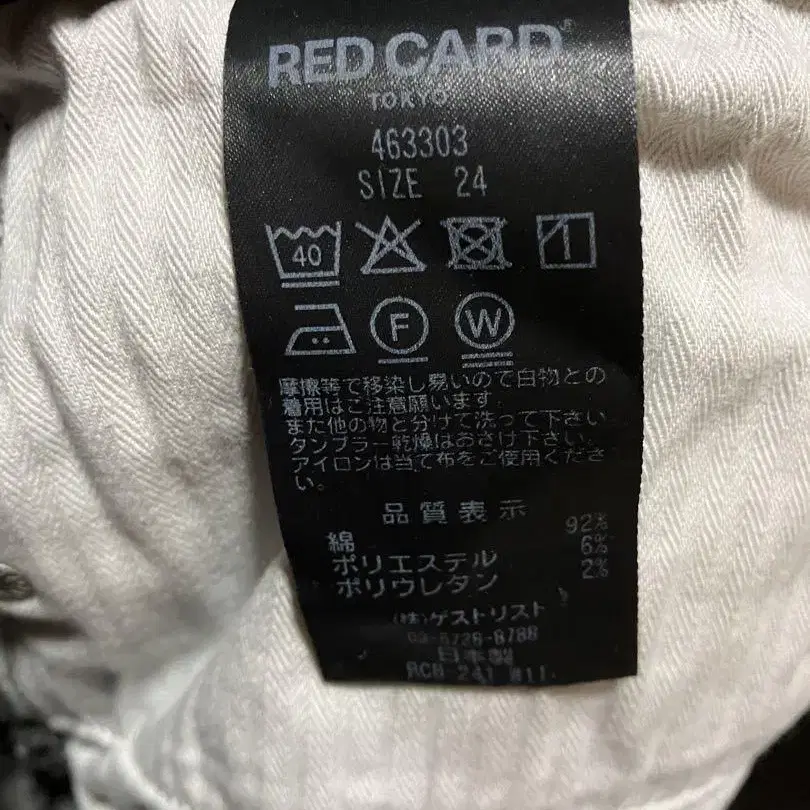 RED CARD®
TOKYO
463303
SIZE 24
40
F W
摩擦等で移染し易いので白物との
着用はご注意願います。
また他の物と分けて洗って下さい
タンブラー乾燥はおさけ下さい。
アイロンは当て布をご使用くださ
い。
品質表示
綿 92%
ポリエステル 6%
ポリウレタン 2%
(株)ゲストリスト
03-6728-8788
日本製
RCB 241 #11